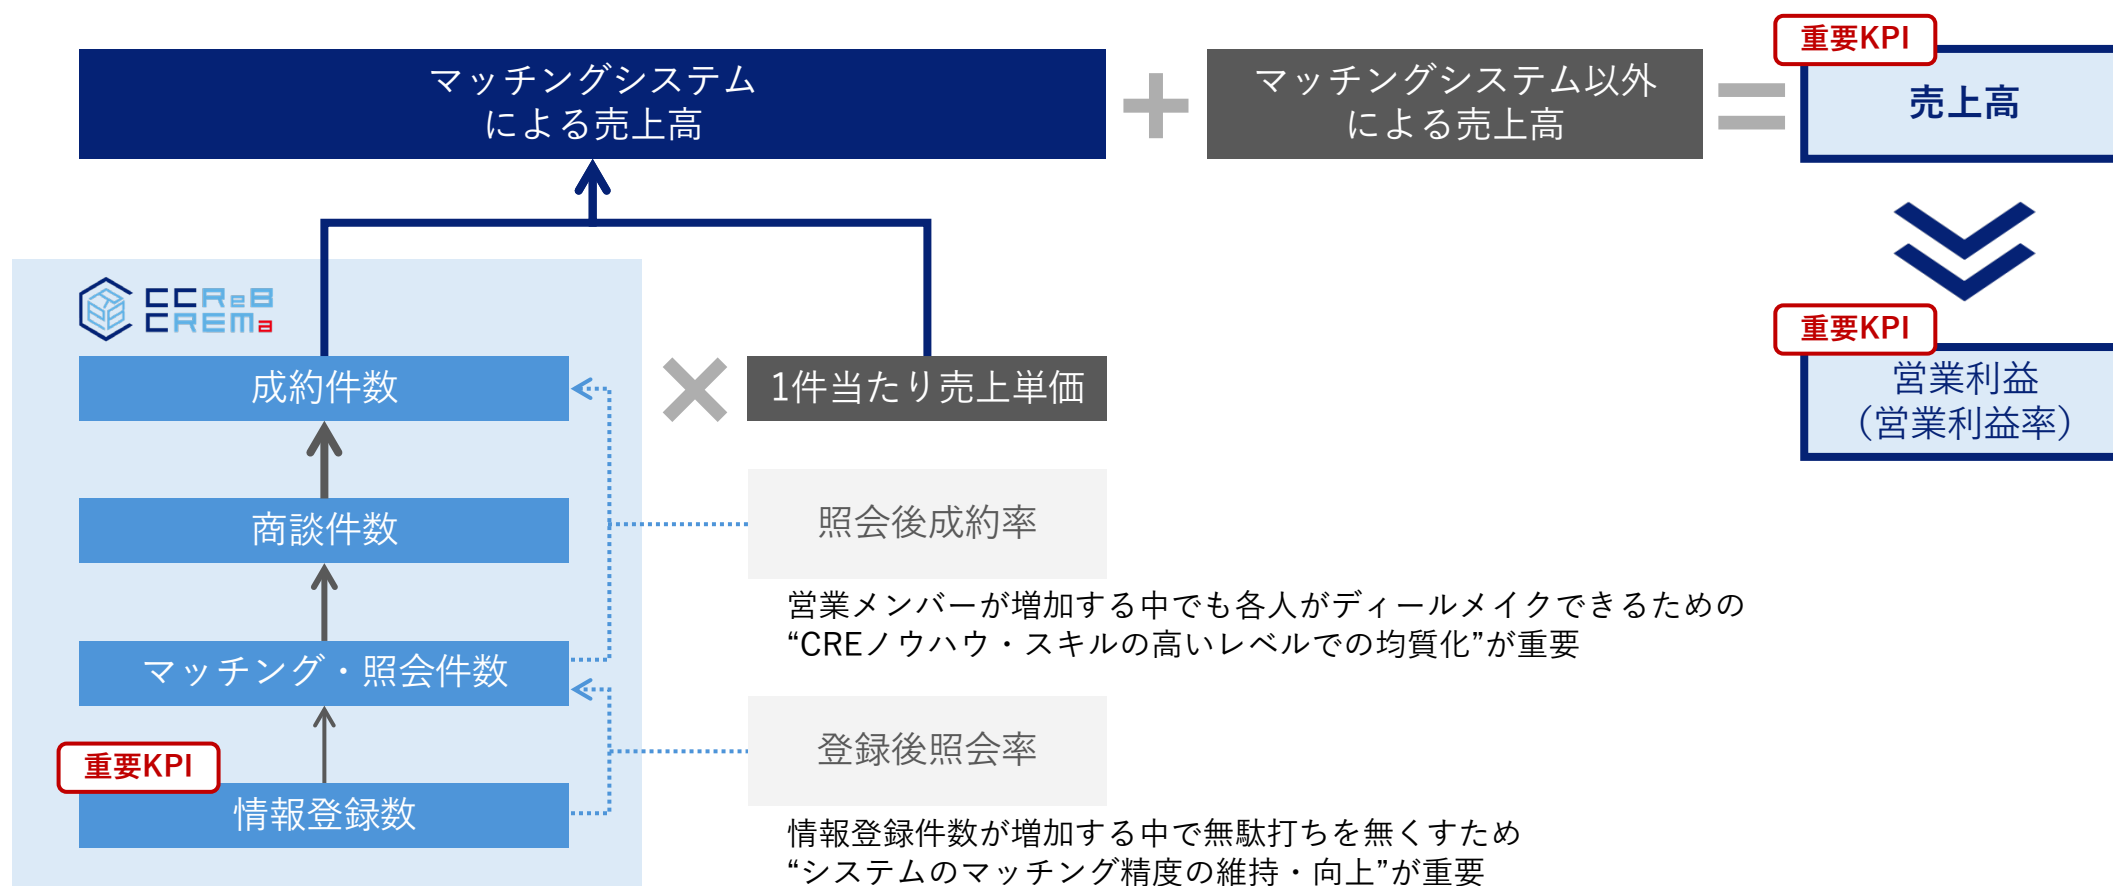 重要KPI
マッチングシステム
による売上高
マッチングシステム以外
による売上高
売上高
CCReB
CREMa
重要KPI
営業利益
（営業利益率）
成約件数
1件当たり売上単価
商談件数
照会後成約率
営業メンバーが増加する中でも各人がディールメイクできるための
“CREノウハウ・スキルの高いレベルでの均質化”が重要
マッチング・照会件数
登録後照会率
重要KPI
情報登録数
情報登録件数が増加する中で無駄打ちを無くすため
“システムのマッチング精度の維持・向上”が重要